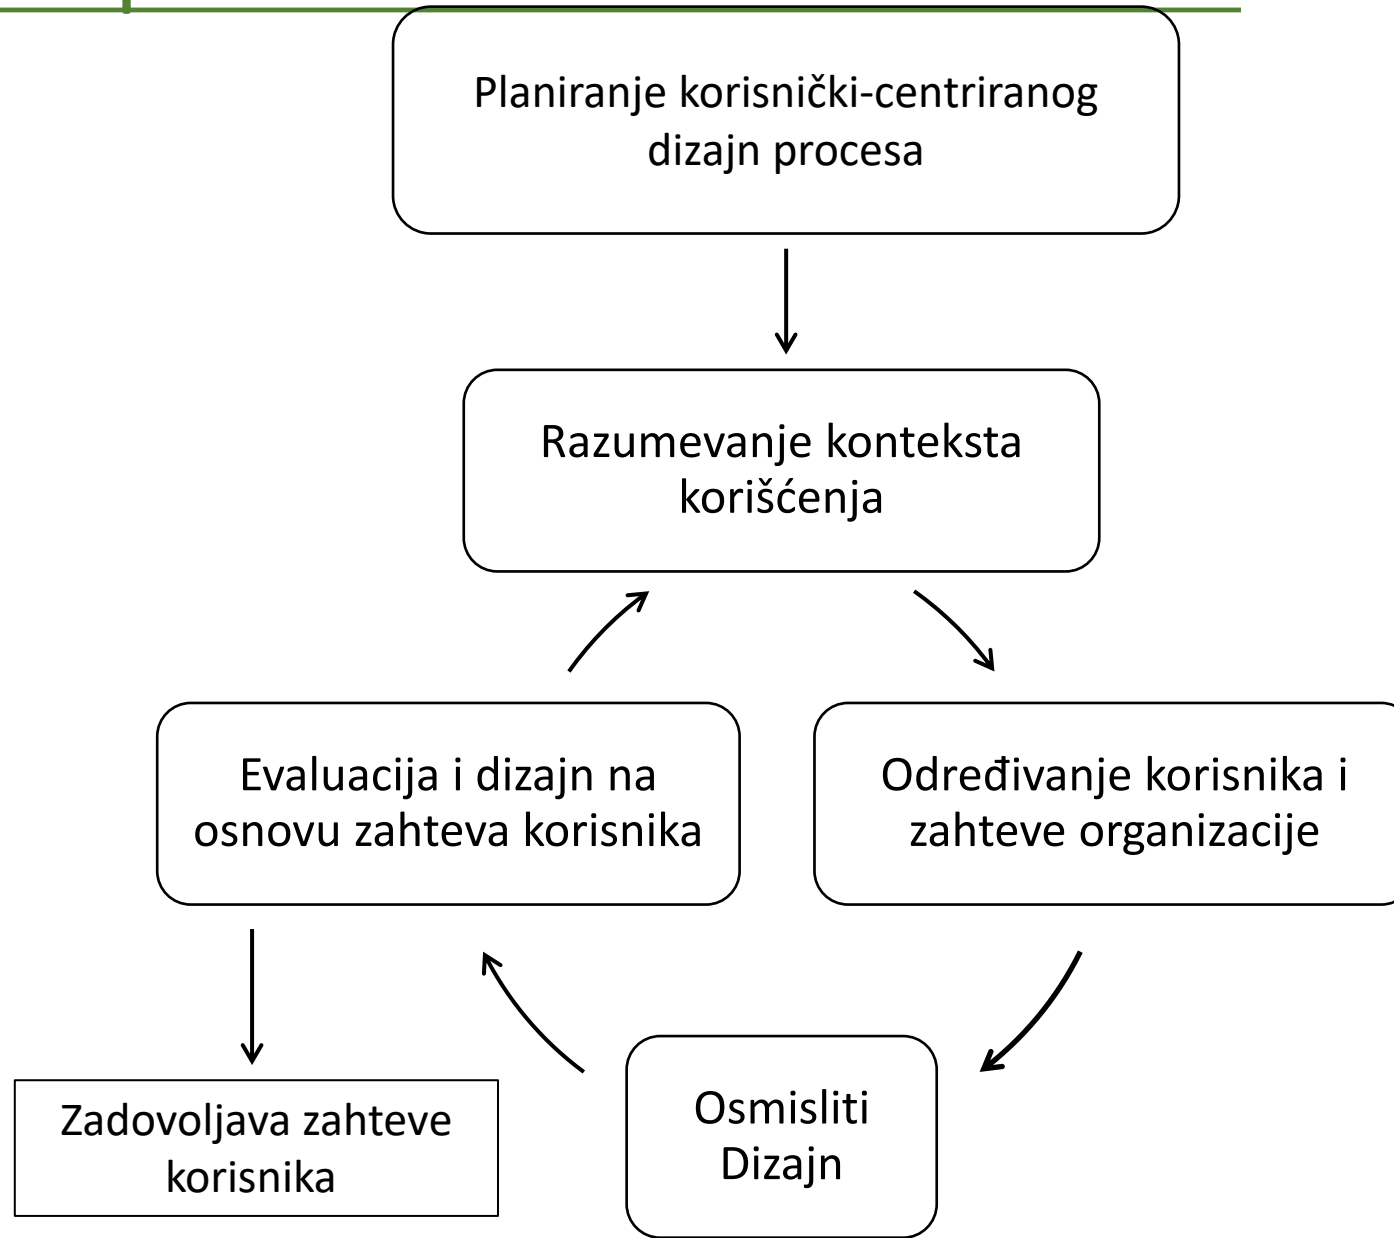 Planiranje korisnički-centriranog
dizajn procesa
Razumevanje konteksta
korišćenja
Evaluacija i dizajn na
osnovu zahteva korisnika
Određivanje korisnika i
zahteve organizacije
Zadovoljava zahteve
korisnika
Osmisliti
Dizajn